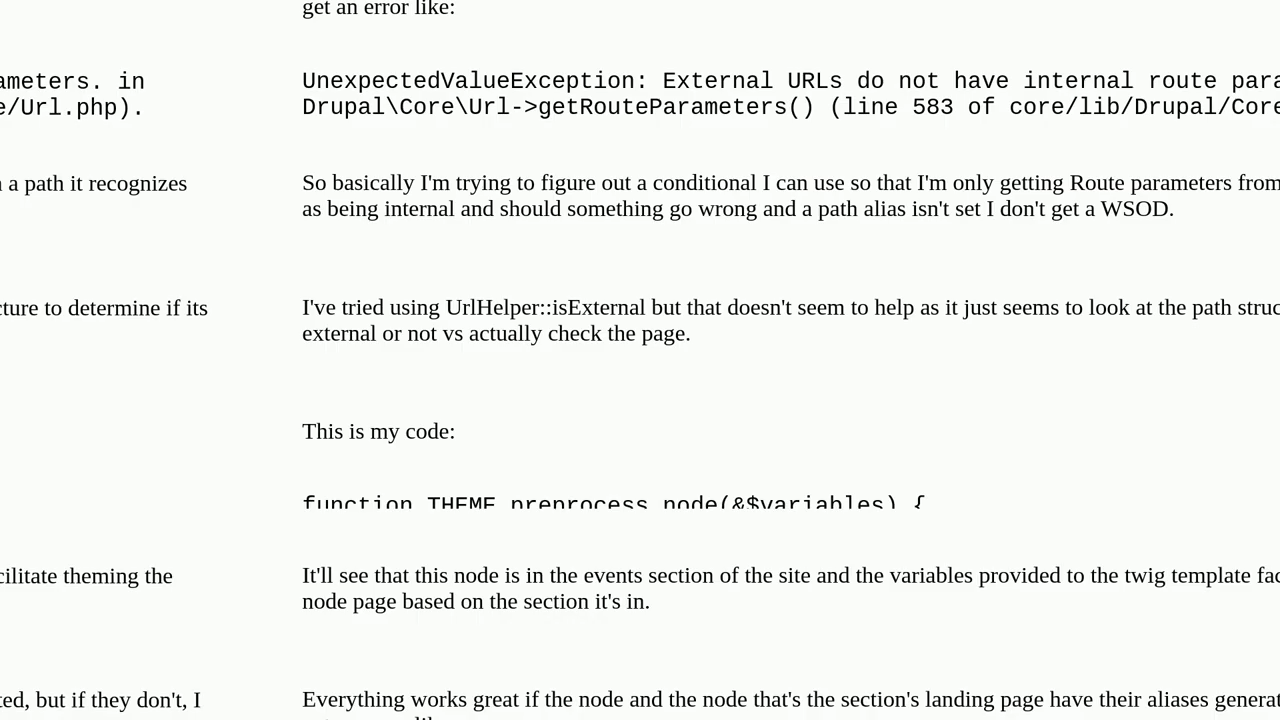 get an error like:
ameters. in
e/Url.php).
UnexpectedValueException: External URLs do not have internal route para
Drupal\Core\Url->getRouteParameters() (line 583 of core/lib/Drupal/Core
a path it recognizes
So basically I'm trying to figure out a conditional I can use so that I'm only getting Route parameters from
as being internal and should something go wrong and a path alias isn't set I don't get a WSOD.
cture to determine if its
I've tried using UrlHelper::isExternal but that doesn't seem to help as it just seems to look at the path struc
external or not vs actually check the page.
This is my code:
function THEME_preprocess_node(&$variables) {
cilitate theming the
It'll see that this node is in the events section of the site and the variables provided to the twig template fac
node page based on the section it's in.
ted, but if they don't, I
Everything works great if the node and the node that's the section's landing page have their aliases generat